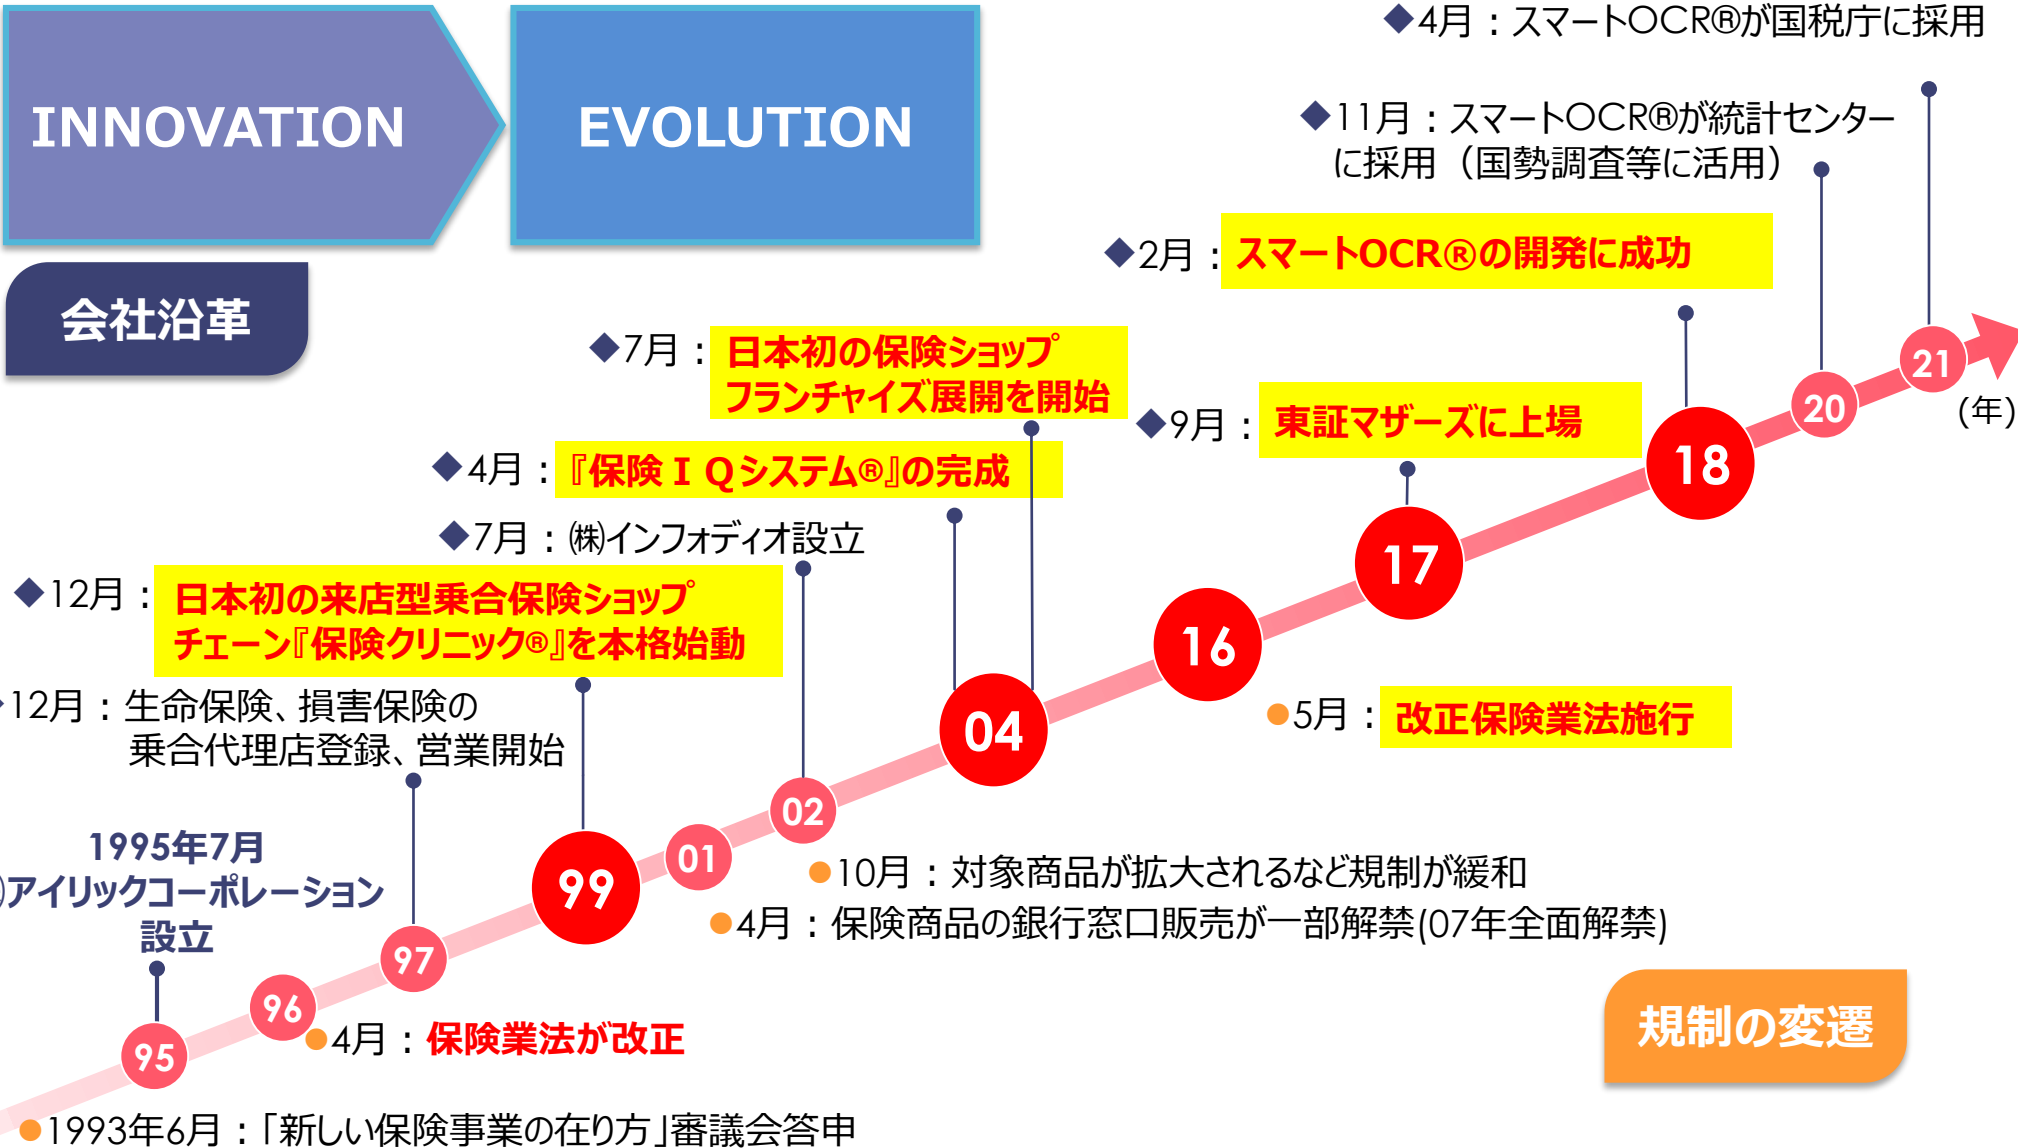 INNOVATION
EVOLUTION
◆4月：スマートOCR®が国税庁に採用
◆11月：スマートOCR®が統計センター
に採用（国勢調査等に活用）
◆2月：スマートOCR®の開発に成功
会社沿革
◆7月：日本初の保険ショップ
フランチャイズ展開を開始
21
(年)
20
◆9月：東証マザーズに上場
18
◆4月：『保険ＩＱシステム®』の完成
◆7月：㈱インフォディオ設立
17
◆12月：日本初の来店型乗合保険ショップ
チェーン『保険クリニック®』を本格始動
16
12月：生命保険、損害保険の
乗合代理店登録、営業開始
04
●5月：改正保険業法施行
02
01
99
1995年7月
アイリックコーポレーション
設立
●10月：対象商品が拡大されるなど規制が緩和
●4月：保険商品の銀行窓口販売が一部解禁(07年全面解禁)
97
96
95
●4月：保険業法が改正
規制の変遷
●1993年6月：「新しい保険事業の在り方」審議会答申